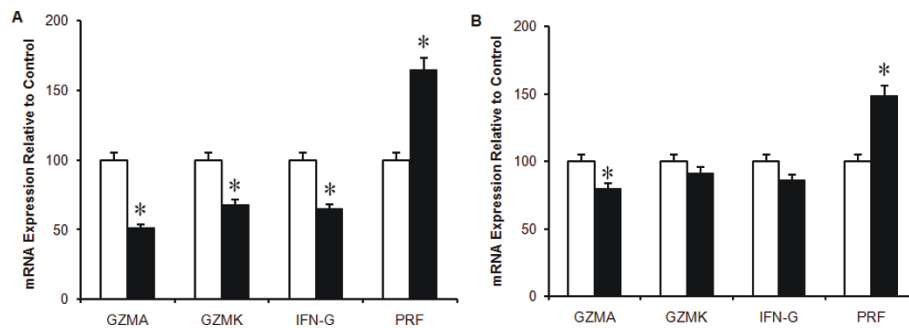 A
mRNA Expression Relative to Control
200
150
100
50
0
*
*
*
*
GZMA GZMK IFN-G PRF
B
mRNA Expression Relative to Control
200
150
100
50
0
*
*
GZMA GZMK IFN-G PRF